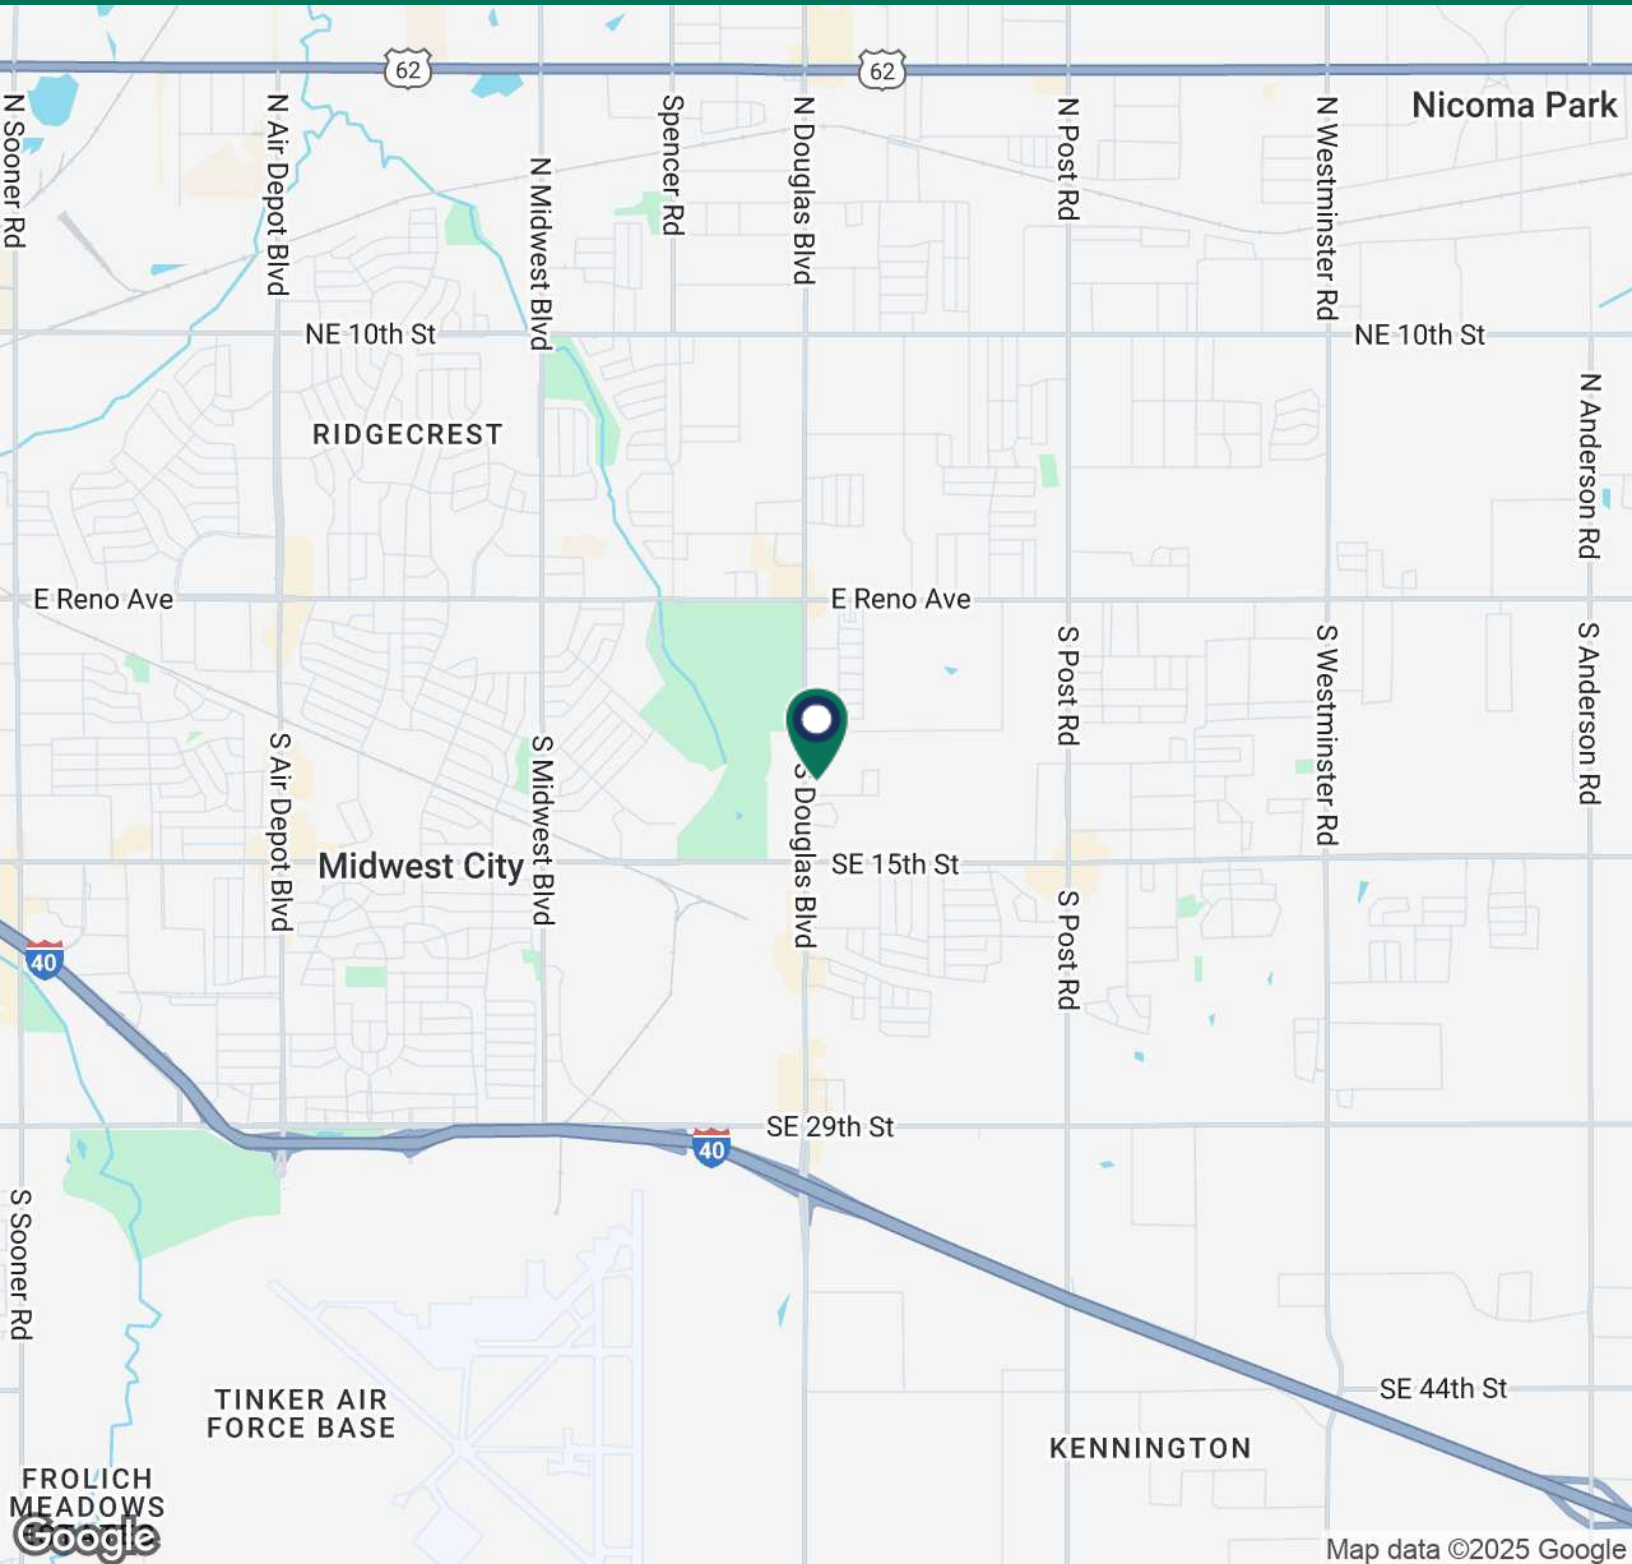 62
62
Nicoma Park
N Sooner Rd
N Air Depot Blvd
N Midwest Blvd
Spencer Rd
N Douglas Blvd
N Post Rd
N Westminster Rd
NE 10th St
NE 10th St
N Anderson Rd
RIDGECREST
E Reno Ave
E Reno Ave
S Air Depot Blvd
S Midwest Blvd
S Douglas Blvd
S Post Rd
S Westminster Rd
S Anderson Rd
Midwest City
SE 15th St
S Post Rd
40
40
SE 29th St
S Sooner Rd
TINKER AIR
FORCE BASE
SE 44th St
KENNINGTON
FROLICH
MEADOWS
Google
Map data ©2025 Google